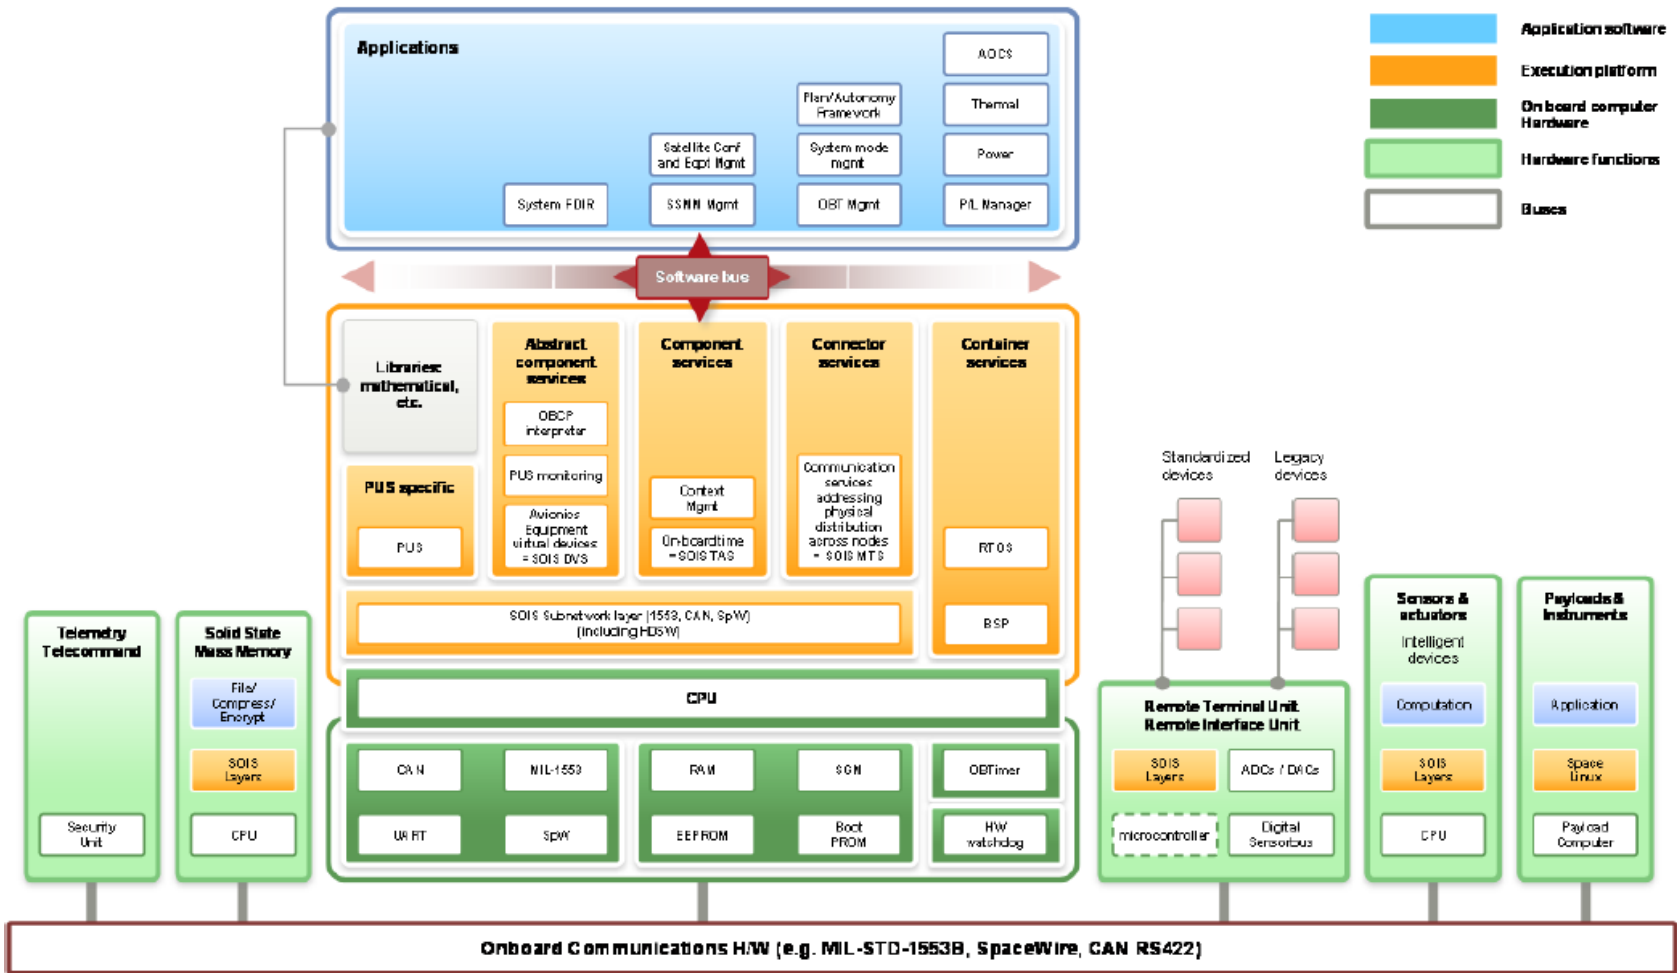 Applications
AOCS
Plan/Autonomy
Framework
Thermal
Satellite Conf
and Eqpt Mgmt
System mode
mgmt
Power
System FDIR
SSMM Mgmt
OBT Mgmt
P/L Manager
Application software
Execution platform
On board computer
Hardware
Hardware functions
Buses
Software bus
Libraries:
mathematical,
etc.
Abstract
component
services
Component
services
Connector
services
Container
services
OBCP
interpreter
PUS monitoring
Avionics
Equipment
virtual devices
= SOIS DVS
PUS specific
PUS
Context
Mgmt
On-boardtime
= SOIS TAS
Communication
services
addressing
physical
distribution
across nodes
= SOIS MTS
RTOS
BSP
SOIS Subnetwork layer (1553, CAN, SpW)
(including HDSW)
CPU
CAN
MIL-1553
RAM
SGM
OBTimer
UART
SpW
EEPROM
Boot
PROM
HW
watchdog
Telemetry
Telecommand
Security
Unit
Solid State
Mass Memory
File/
Compress/
Encrypt
SOIS
Layers
CPU
Standardized
devices
Legacy
devices
Remote Terminal Unit
Remote Interface Unit
SOIS
Layers
ADCs / DACs
microcontroller
Digital
Sensorbus
Sensors &
actuators
Intelligent
devices
Computation
SOIS
Layers
CPU
Payloads &
Instruments
Application
Space
Linux
Payload
Computer
Onboard Communications H/W (e.g. MIL-STD-1553B, SpaceWire, CAN RS422)